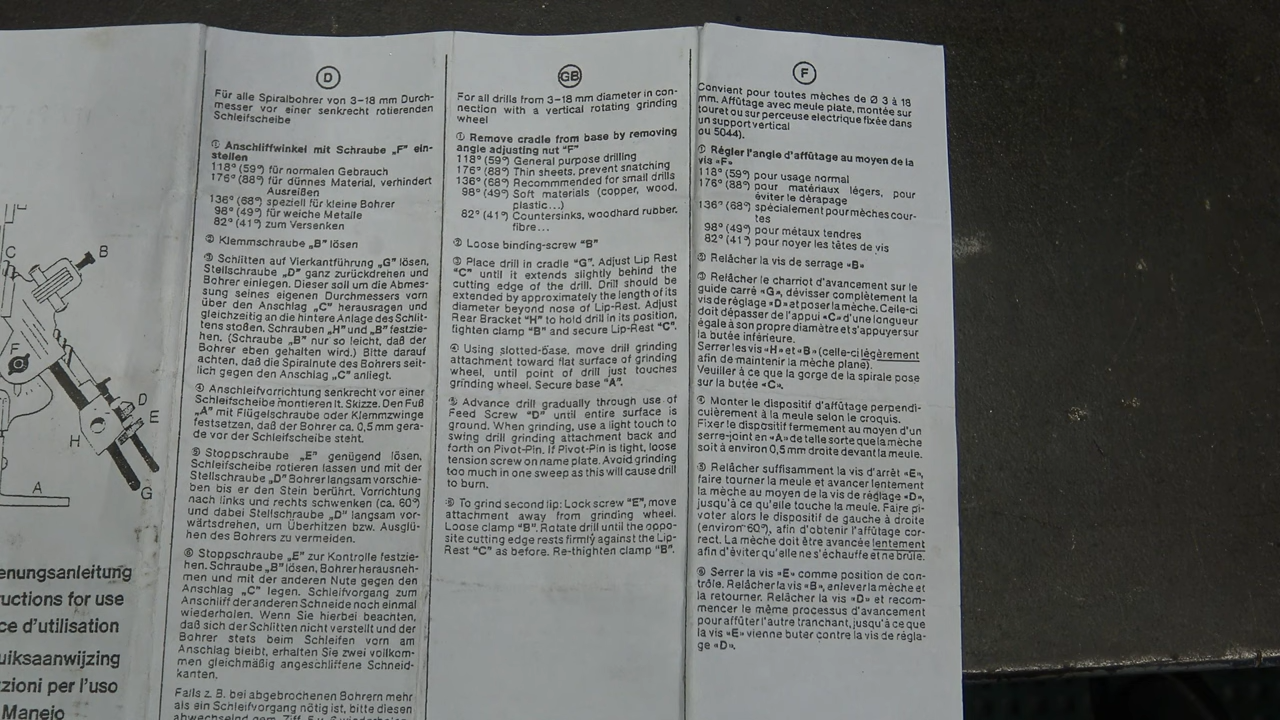 C
B
F
D
E
H
G
A
enungsanleitung
ructions for use
ce d'utilisation
uiksaanwijzing
zioni per l'uso
Manejo
D
Für alle Spiralbohrer von 3–18 mm Durch-
messer vor einer senkrecht rotierenden
Schleifscheibe
① Anschliffwinkel mit Schraube „F" ein-
stellen
118° (59°) für normalen Gebrauch
176° (88°) für dünnes Material, verhindert
Ausreißen
136° (68°) speziell für kleine Bohrer
98° (49°) für weiche Metalle
82° (41°) zum Versenken
② Klemmschraube „B" lösen
③ Schlitten auf Vierkantführung „G" lösen,
Stellschraube „D" ganz zurückdrehen und
Bohrer einlegen. Dieser soll um die Abmes-
sung seines eigenen Durchmessers vorn
über den Anschlag „C" herausragen und
gleichzeitig an die hintere Anlage des Schlit-
tens stoßen. Schrauben „H" und „B" festzie-
hen. (Schraube „B" nur so leicht, daß der
Bohrer eben gehalten wird.) Bitte darauf
achten, daß die Spiralnute des Bohrers seit-
lich gegen den Anschlag „C" anliegt.
④ Anschleifvorrichtung senkrecht vor einer
Schleifscheibe montieren lt. Skizze. Den Fuß
„A" mit Flügelschraube oder Klemmzwinge
festsetzen, daß der Bohrer ca. 0,5 mm gera-
de vor der Schleifscheibe steht.
⑤ Stoppschraube „E" genügend lösen,
Schleifscheibe rotieren lassen und mit der
Stellschraube „D" Bohrer langsam vorschie-
ben bis er den Stein berührt. Vorrichtung
nach links und rechts schwenken (ca. 60°)
und dabei Stellschraube „D" langsam vor-
wärtsdrehen, um Überhitzen bzw. Ausglü-
hen des Bohrers zu vermeiden.
⑥ Stoppschraube „E" zur Kontrolle festzie-
hen. Schraube „B" lösen, Bohrer herausneh-
men und mit der anderen Nute gegen den
Anschlag „C" legen. Schleifvorgang zum
Anschliff der anderen Schneide noch einmal
wiederholen. Wenn Sie hierbei beachten,
daß sich der Schlitten nicht verstellt und der
Bohrer stets beim Schleifen vorn am
Anschlag bleibt, erhalten Sie zwei vollkom-
men gleichmäßig angeschliffene Schneid-
kanten.
Falls z. B. bei abgebrochenen Bohrern mehr
als ein Schleifvorgang nötig ist, bitte diesen
abwechselnd gem. Ziff. 5 u. 6 wiederholen
GB
For all drills from 3–18 mm diameter in con-
nection with a vertical rotating grinding
wheel
① Remove cradle from base by removing
angle adjusting nut "F"
118° (59°) General purpose drilling
176° (88°) Thin sheets, prevent snatching
136° (68°) Recommmended for small drills
98° (49°) Soft materials (copper, wood,
plastic...)
82° (41°) Countersinks, woodhard rubber,
fibre...
② Loose binding-screw "B"
③ Place drill in cradle "G". Adjust Lip Rest
"C" until it extends slightly behind the
cutting edge of the drill. Drill should be
extended by approximately the length of its
diameter beyond nose of Lip-Rest. Adjust
Rear Bracket "H" to hold drill in its position,
tighten clamp "B" and secure Lip-Rest "C".
④ Using slotted-base, move drill grinding
attachment toward flat surface of grinding
wheel, until point of drill just touches
grinding wheel. Secure base "A".
⑤ Advance drill gradually through use of
Feed Screw "D" until entire surface is
ground. When grinding, use a light touch to
swing drill grinding attachment back and
forth on Pivot-Pin. If Pivot-Pin is tight, loose
tension screw on name plate. Avoid grinding
too much in one sweep as this will cause drill
to burn.
⑥ To grind second lip: Lock screw "E", move
attachment away from grinding wheel.
Loose clamp "B". Rotate drill until the oppo-
site cutting edge rests firmly against the Lip-
Rest "C" as before. Re-thighten clamp "B".
F
Convient pour toutes mèches de Ø 3 à 18
mm. Affûtage avec meule plate, montée sur
touret ou sur perceuse electrique fixée dans
un support vertical
ou 5044).
① Régler l'angle d'affûtage au moyen de la
vis «F»
118° (59°) pour usage normal
176° (88°) pour matériaux légers, pour
éviter le dérapage
136° (68°) spécialement pour mèches cour-
tes
98° (49°) pour métaux tendres
82° (41°) pour noyer les têtes de vis
② Relâcher la vis de serrage «B»
③ Relâcher le charriot d'avancement sur le
guide carré «G», dévisser complètement la
vis de réglage «D» et poser la mèche. Celle-ci
doit dépasser de l'appui «C» d'une longueur
égale à son propre diamètre et s'appuyer sur
la butée inférieure.
Serrer les vis «H» et «B» (celle-ci légèrement
afin de maintenir la mèche plane).
Veuiller à ce que la gorge de la spirale pose
sur la butée «C».
④ Monter le dispositif d'affûtage perpendi-
culièrement à la meule selon le croquis.
Fixer le dispositif fermement au moyen d'un
serre-joint en «A» de telle sorte que la mèche
soit à environ 0,5 mm droite devant la meule.
⑤ Relâcher suffisamment la vis d'arrêt «E»,
faire tourner la meule et avancer lentement
la mèche au moyen de la vis de réglage «D»,
jusqu'à ce qu'elle touche la meule. Faire pi-
voter alors le dispositif de gauche à droite
(environ 60°), afin d'obtenir l'affûtage cor-
rect. La mèche doit être avancée lentement
afin d'éviter qu'elle ne s'échauffe et ne brûle.
⑥ Serrer la vis «E» comme position de con-
trôle. Relâcher la vis «B», enlever la mèche et
la retourner. Relâcher la vis «D» et recom-
mencer le même processus d'avancement
pour affûter l'autre tranchant, jusqu'à ce que
la vis «E» vienne buter contre la vis de régla-
ge «D».